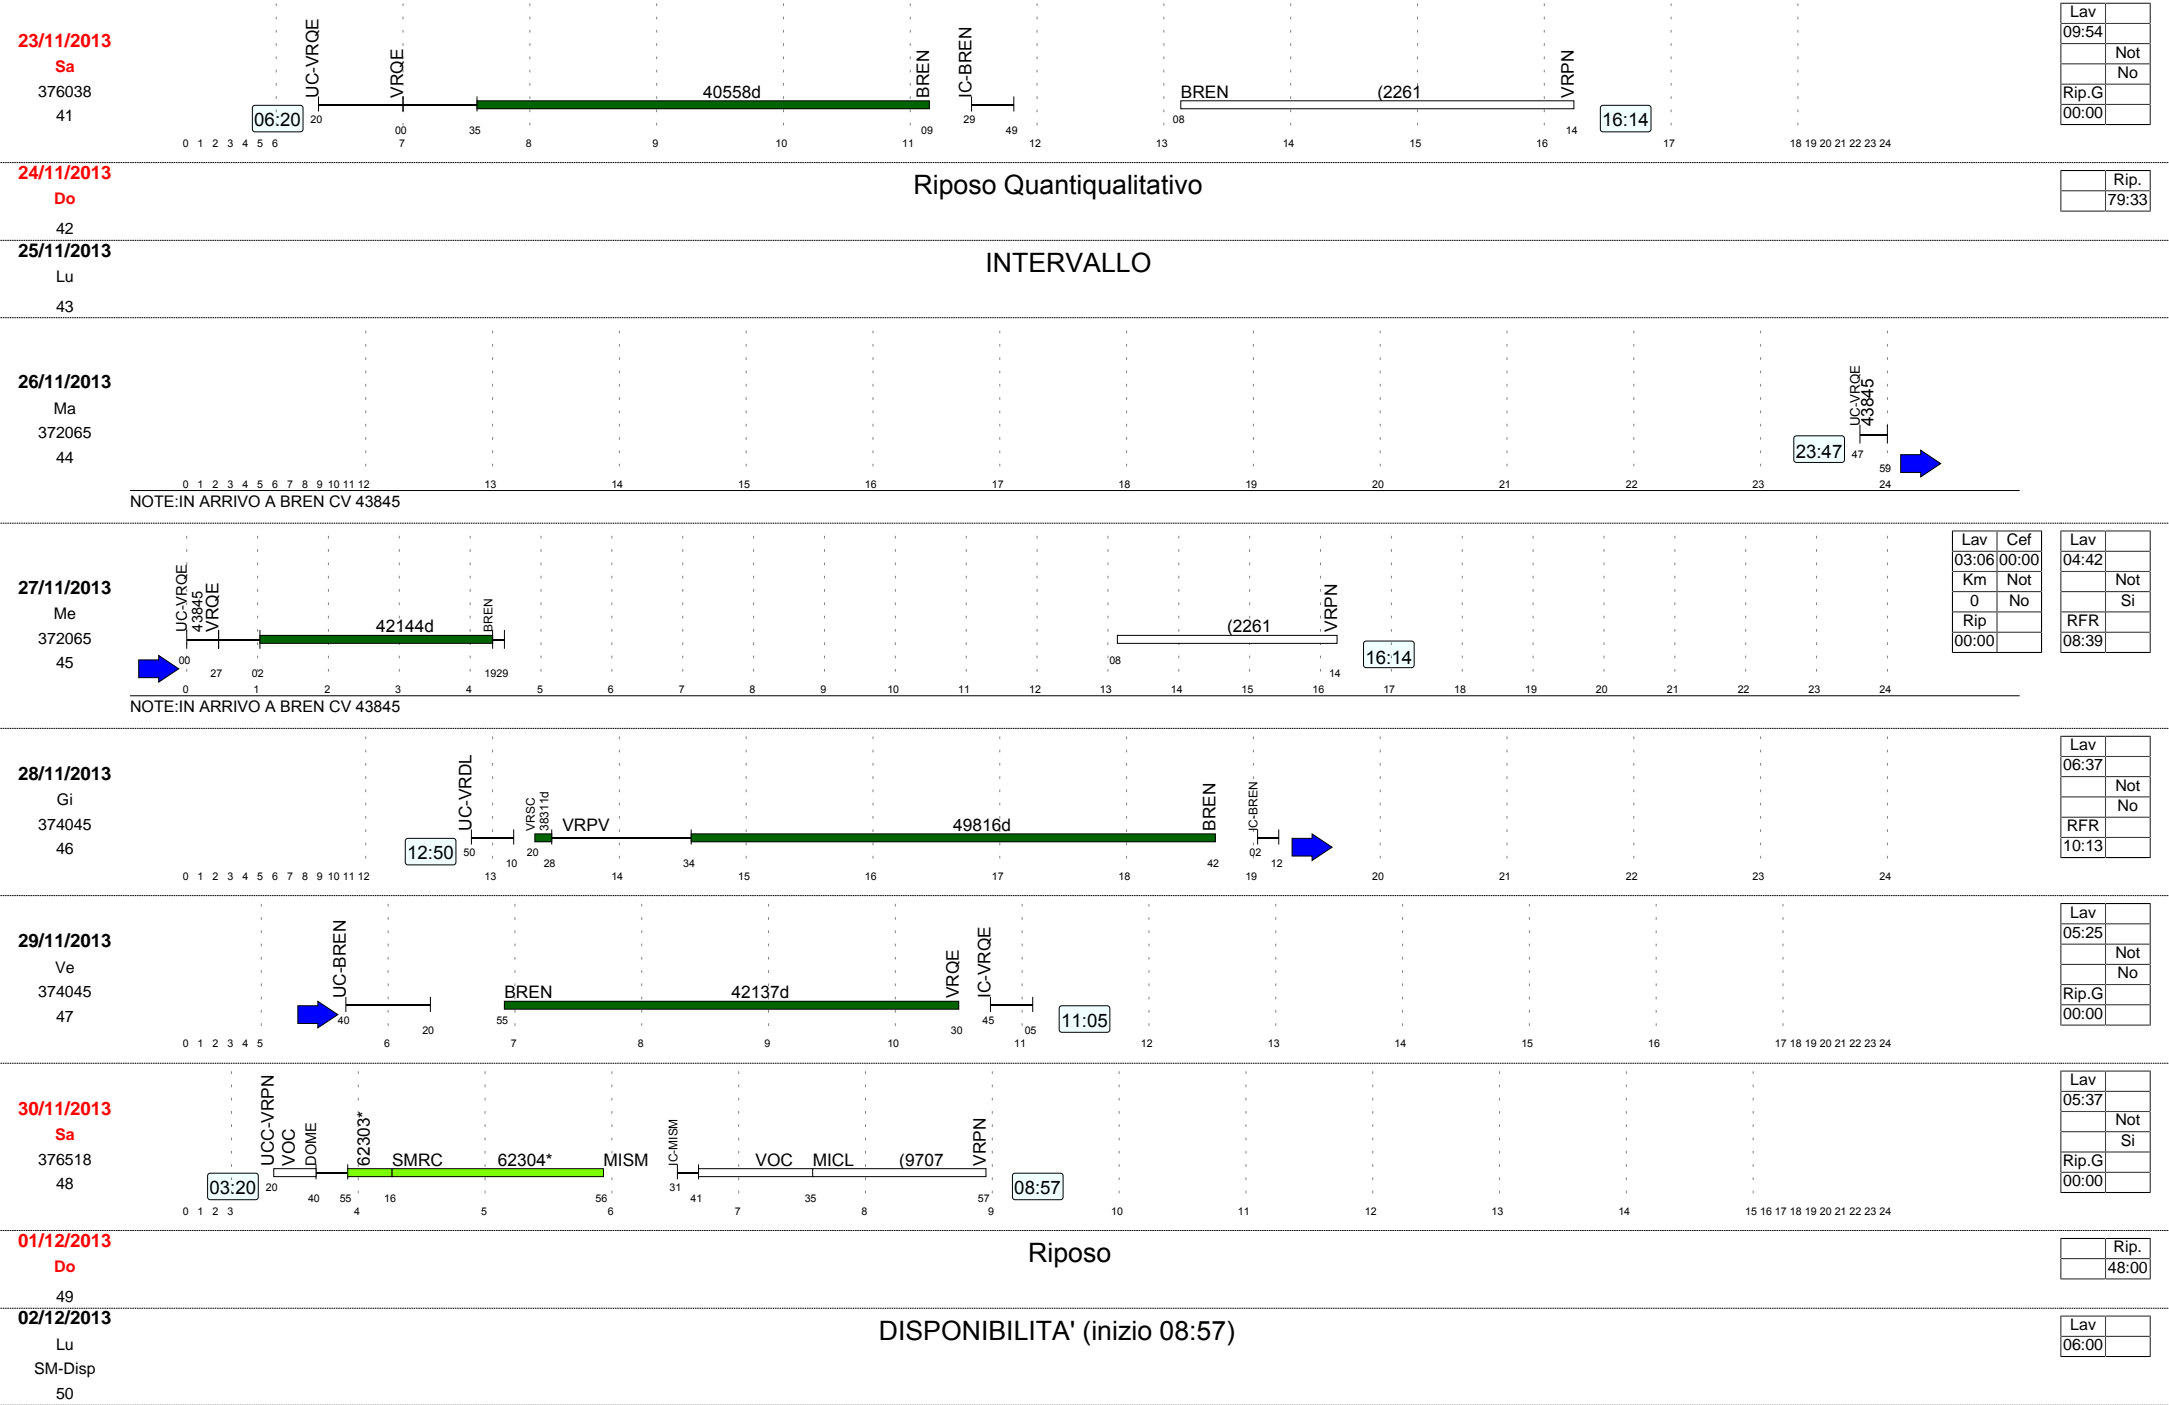 23/11/2013
Sa
376038
41
UC-VRQE
VRQE
40558d
BREN
IC-BREN
BREN
(2261
VRPN
06:20
20
00
35
09
29
49
08
14
16:14
0 1 2 3 4 5 6 7 8 9 10 11 12 13 14 15 16 17 18 19 20 21 22 23 24
Lav
09:54
Not
No
Rip.G
00:00
24/11/2013
Do
42
Riposo Quantiqualitativo
Rip.
79:33
25/11/2013
Lu
43
INTERVALLO
26/11/2013
Ma
372065
44
UC-VRQE
43845
23:47
47
59
0 1 2 3 4 5 6 7 8 9 10 11 12 13 14 15 16 17 18 19 20 21 22 23 24
NOTE:IN ARRIVO A BREN CV 43845
27/11/2013
Me
372065
45
UC-VRQE
43845
VRQE
42144d
BREN
(2261
VRPN
00
27
02
1929
08
14
16:14
0 1 2 3 4 5 6 7 8 9 10 11 12 13 14 15 16 17 18 19 20 21 22 23 24
NOTE:IN ARRIVO A BREN CV 43845
Lav Cef
03:06 00:00
Km Not
0 No
Rip
00:00
Lav
04:42
Not
Si
RFR
08:39
28/11/2013
Gi
374045
46
UC-VRDL
VRSC
38311d
VRPV
49816d
BREN
IC-BREN
12:50
50
10
20
28
34
42
02
12
0 1 2 3 4 5 6 7 8 9 10 11 12 13 14 15 16 17 18 19 20 21 22 23 24
Lav
06:37
Not
No
RFR
10:13
29/11/2013
Ve
374045
47
UC-BREN
BREN
42137d
VRQE
IC-VRQE
40
20
55
30
45
05
11:05
0 1 2 3 4 5 6 7 8 9 10 11 12 13 14 15 16 17 18 19 20 21 22 23 24
Lav
05:25
Not
No
Rip.G
00:00
30/11/2013
Sa
376518
48
UCC-VRPN
VOC
DOME
62303*
SMRC
62304*
MISM
IC-MISM
VOC
MICL
(9707
VRPN
03:20
20
40
55
16
56
31
41
35
57
08:57
0 1 2 3 4 5 6 7 8 9 10 11 12 13 14 15 16 17 18 19 20 21 22 23 24
Lav
05:37
Not
Si
Rip.G
00:00
01/12/2013
Do
49
Riposo
Rip.
48:00
02/12/2013
Lu
SM-Disp
50
DISPONIBILITA' (inizio 08:57)
Lav
06:00